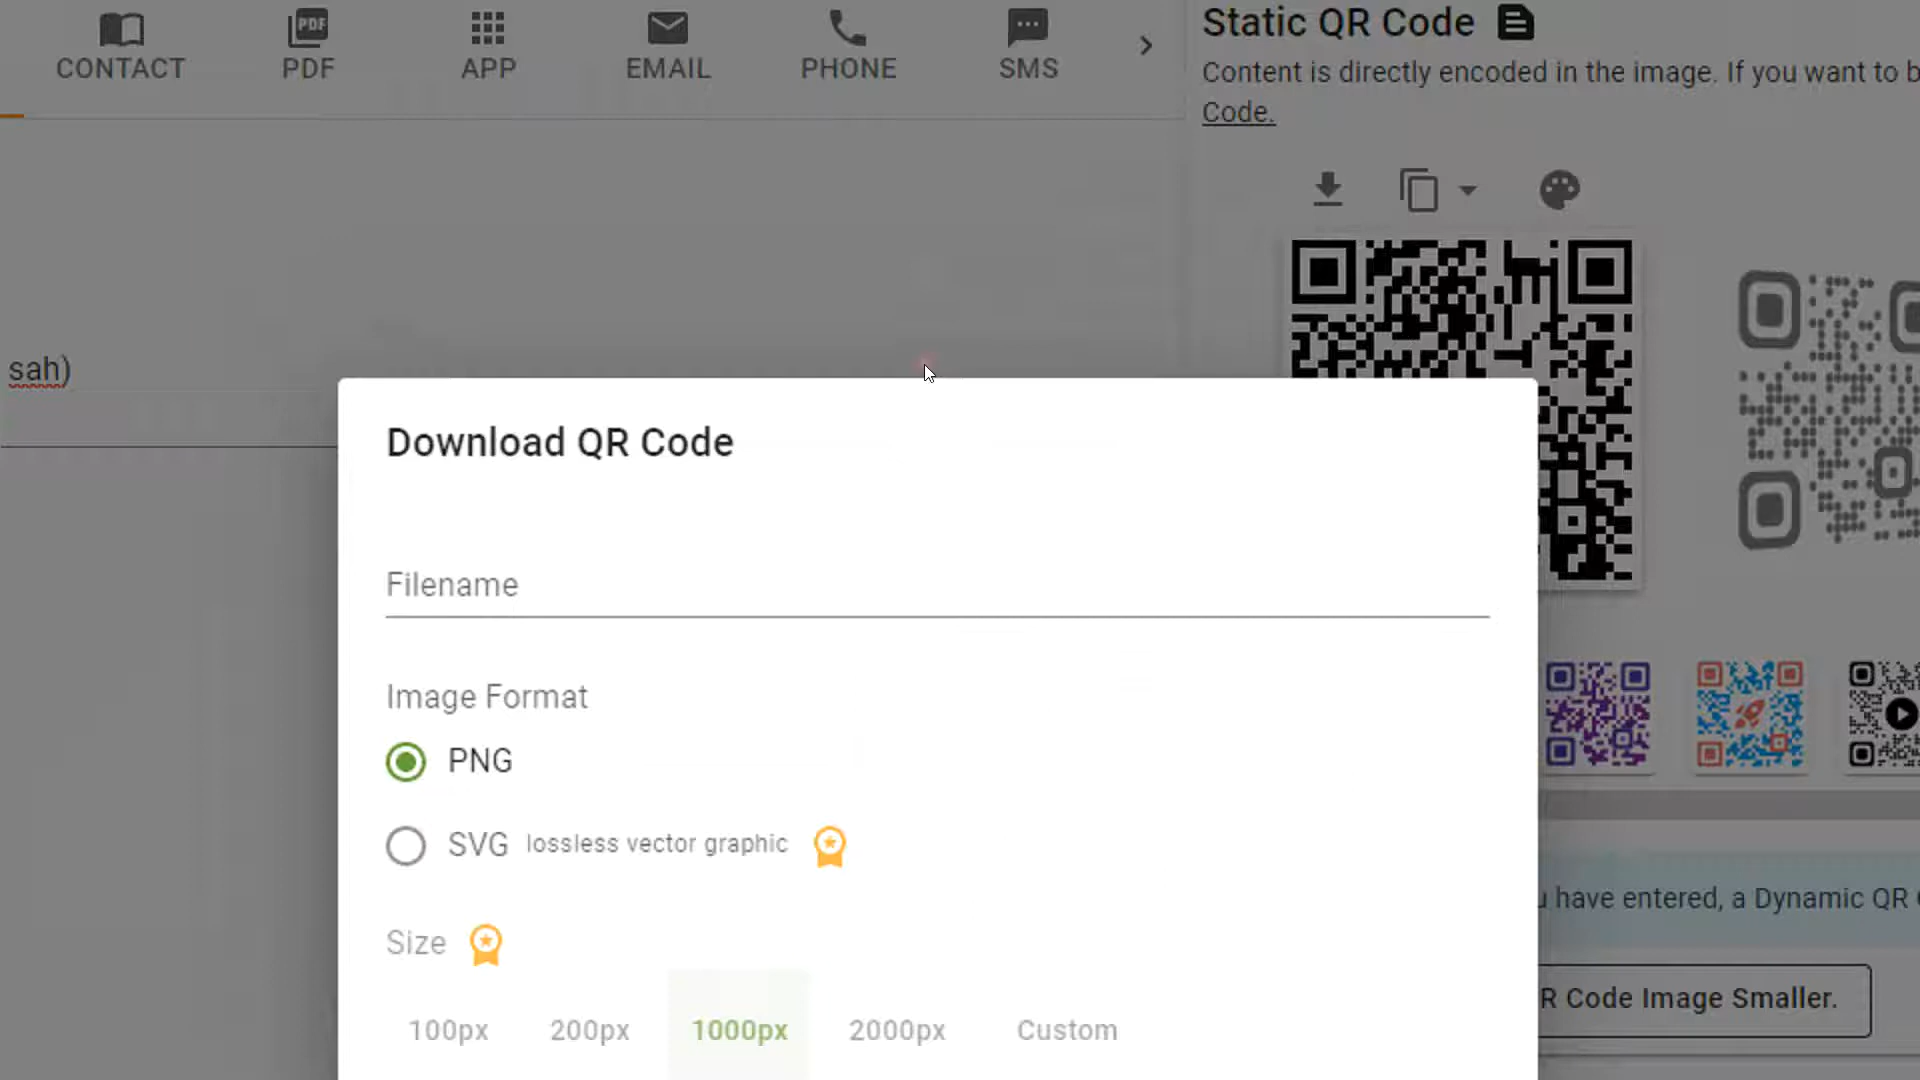 CONTACT
PDF
PDF
APP
EMAIL
PHONE
SMS
Static QR Code
Content is directly encoded in the image. If you want to b
Code.
sah)
Download QR Code
Filename
Image Format
PNG
SVG lossless vector graphic
Size
100px 200px 1000px 2000px Custom
have entered, a Dynamic QR
R Code Image Smaller.